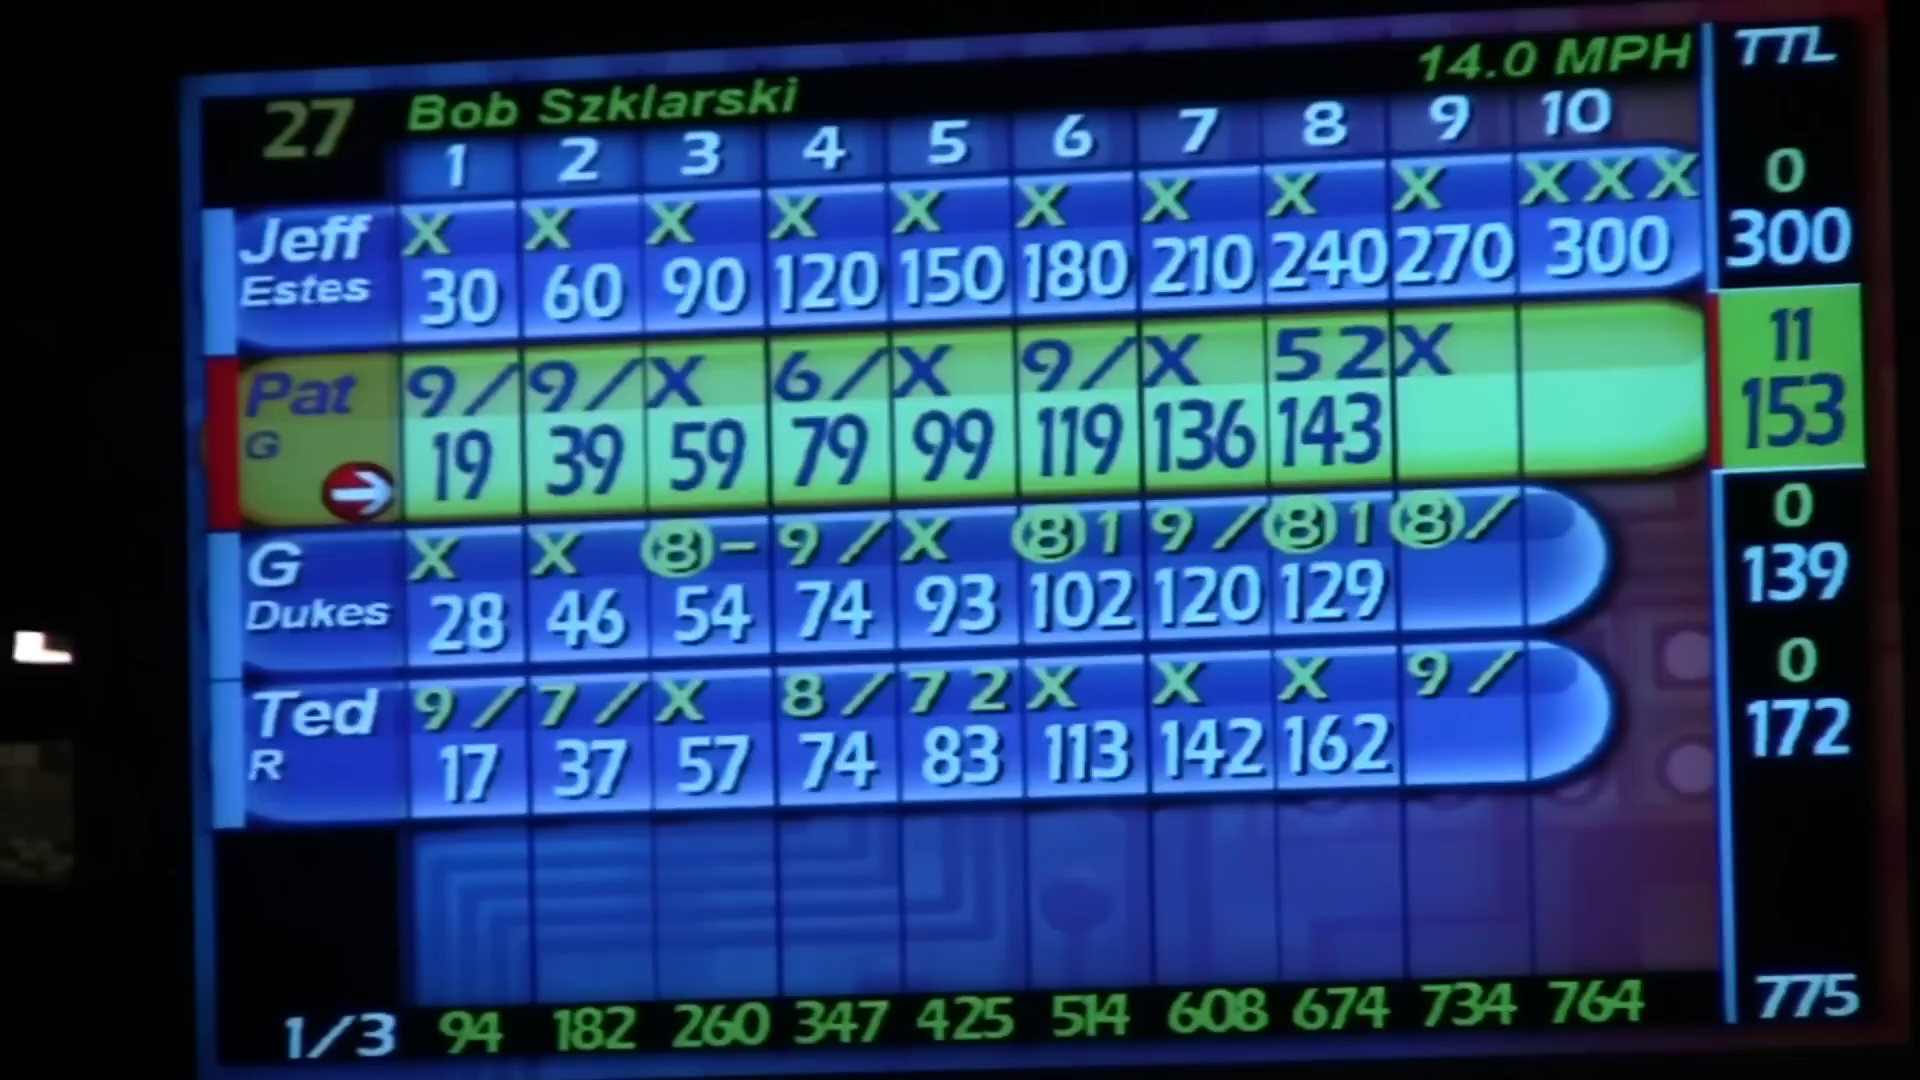 27 Bob Szklarski 14.0 MPH TTL
1 2 3 4 5 6 7 8 9 10
Jeff X X X X X X X X X X X X 0
Estes 30 60 90 120 150 180 210 240 270 300 300
Pat 9 / 9 / X 6 / X 9 / X 5 2 X 11
G 19 39 59 79 99 119 136 143 153
G X X 8 - 9 / X 8 1 9 / 8 1 8 / 0
Dukes 28 46 54 74 93 102 120 129 139
Ted 9 / 7 / X 8 / 7 2 X X X 9 / 0
R 17 37 57 74 83 113 142 162 172
1/3 94 182 260 347 425 514 608 674 734 764 775